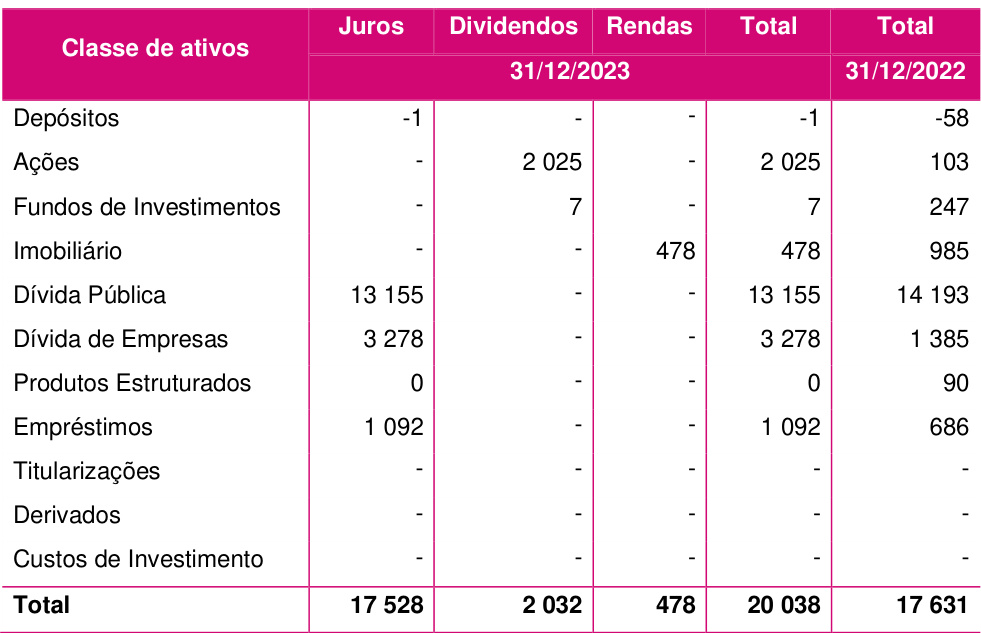 Classe de ativos Juros Dividendos Rendas Total Total
31/12/2023 31/12/2022
Depósitos -1 - - -1 -58
Ações - 2 025 - 2 025 103
Fundos de Investimentos - 7 - 7 247
Imobiliário - - 478 478 985
Dívida Pública 13 155 - - 13 155 14 193
Dívida de Empresas 3 278 - - 3 278 1 385
Produtos Estruturados 0 - - 0 90
Empréstimos 1 092 - - 1 092 686
Titularizações - - - - -
Derivados - - - - -
Custos de Investimento - - - - -
Total 17 528 2 032 478 20 038 17 631